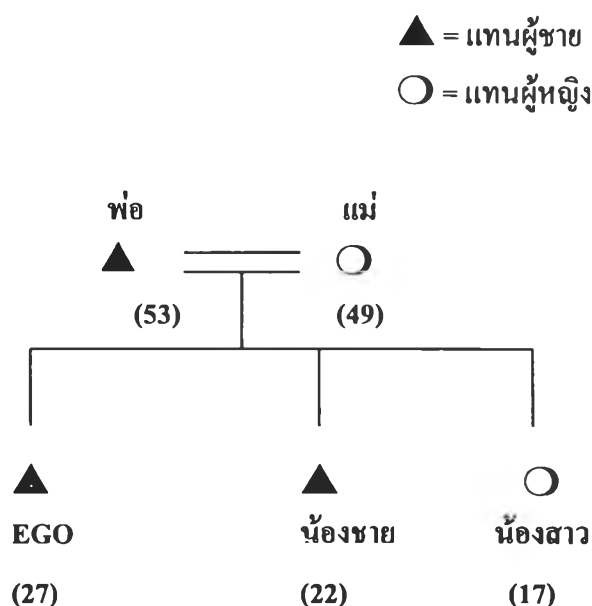 = แทนผู้ชาย
= แทนผู้หญิง
พ่อ แม่
(53) (49)
EGO น้องชาย น้องสาว
(27) (22) (17)